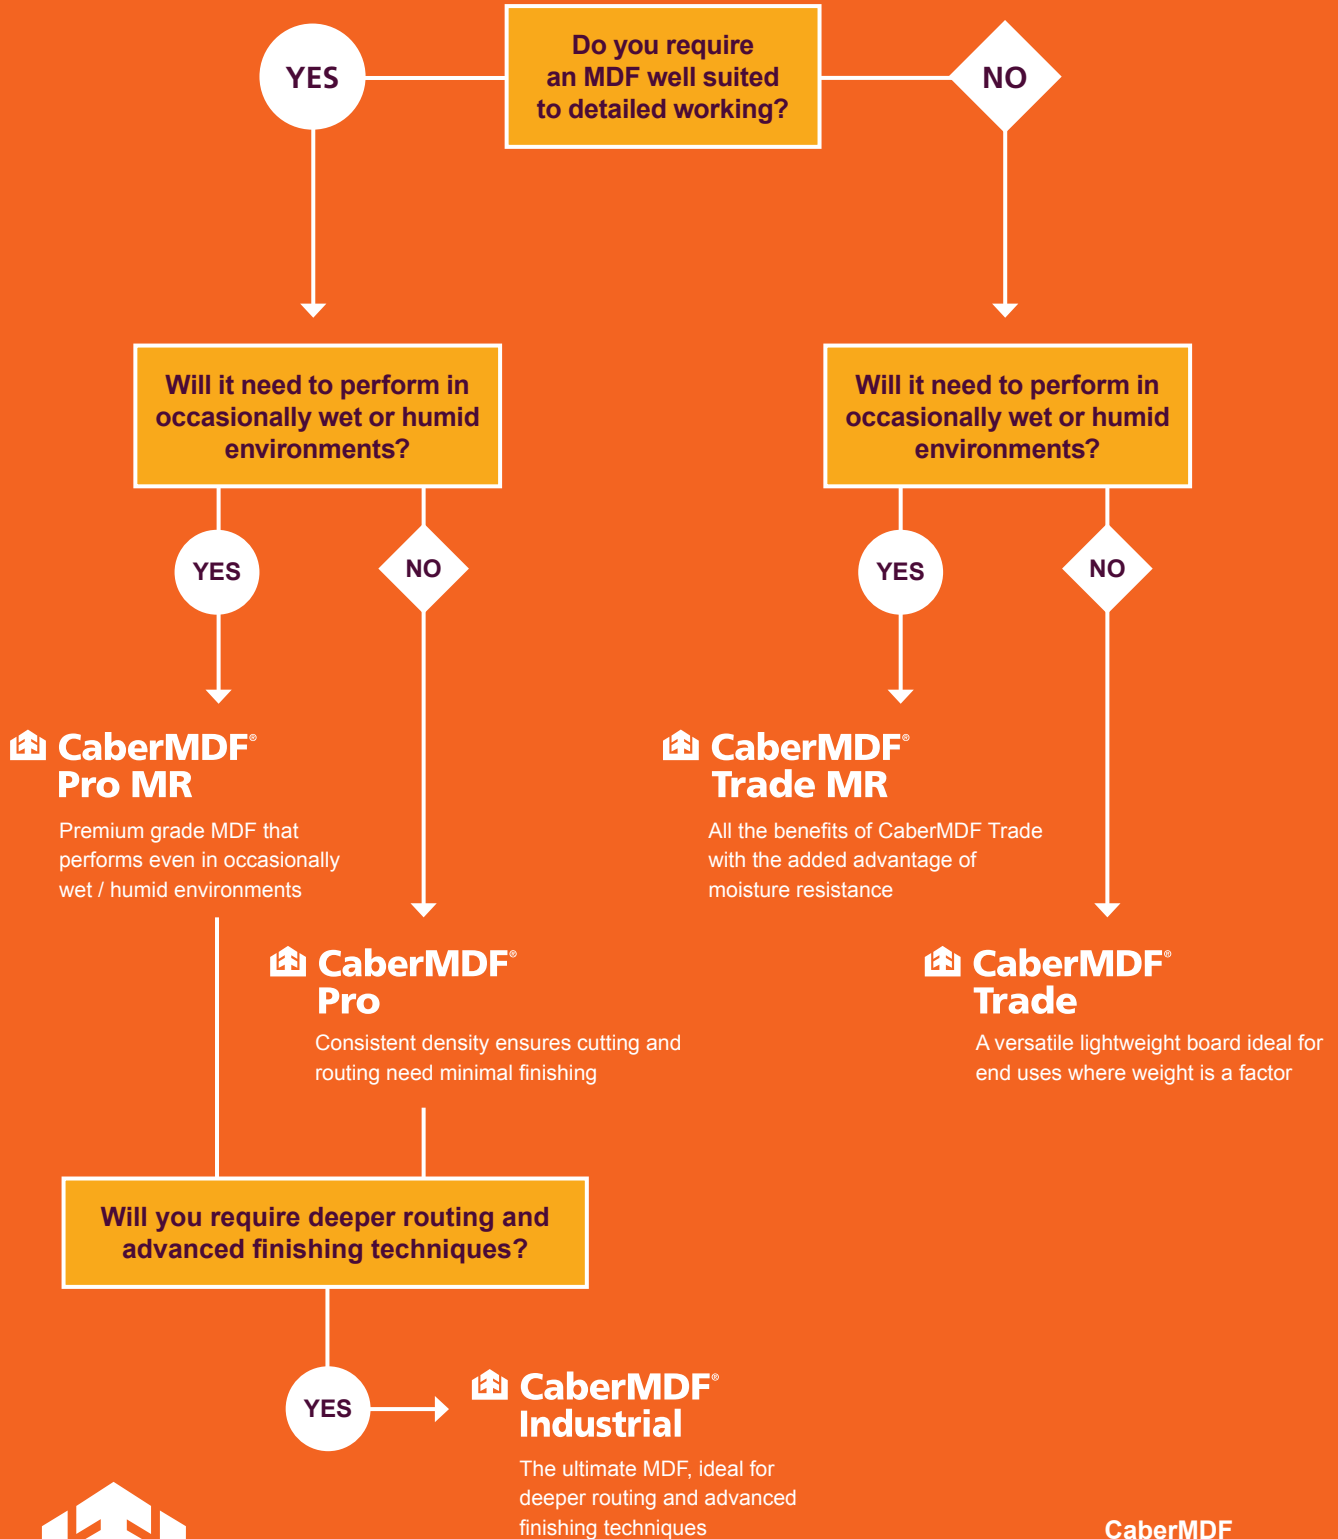 Do you require
an MDF well suited
to detailed working?
YES
NO
Will it need to perform in
occasionally wet or humid
environments?
YES
NO
Will it need to perform in
occasionally wet or humid
environments?
YES
NO
CaberMDF®
Pro MR
Premium grade MDF that
performs even in occasionally
wet / humid environments
CaberMDF®
Trade MR
All the benefits of CaberMDF Trade
with the added advantage of
moisture resistance
CaberMDF®
Pro
Consistent density ensures cutting and
routing need minimal finishing
CaberMDF®
Trade
A versatile lightweight board ideal for
end uses where weight is a factor
Will you require deeper routing and
advanced finishing techniques?
YES
CaberMDF®
Industrial
The ultimate MDF, ideal for
deeper routing and advanced
finishing techniques
CaberMDF